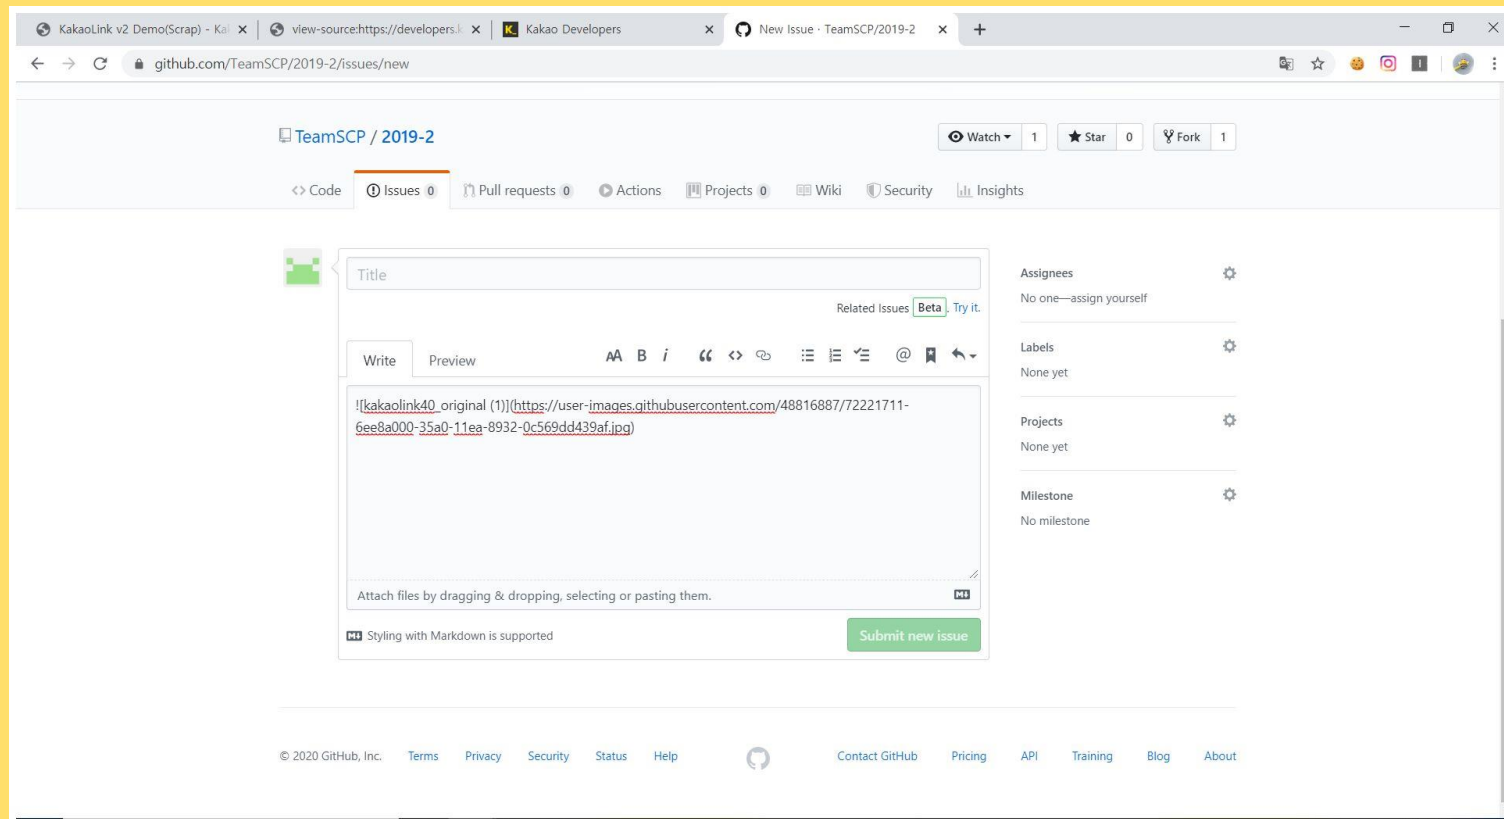 KakaoLink v2 Demo(Scrap) - Ka
view-source:https://developers.k
Kakao Developers
New Issue · TeamSCP/2019-2
github.com/TeamSCP/2019-2/issues/new
TeamSCP / 2019-2
Watch 1
Star 0
Fork 1
Code
Issues 0
Pull requests 0
Actions
Projects 0
Wiki
Security
Insights
Title
Related Issues Beta . Try it.
Write
Preview
AA B i
![kakaolink40_original (1)](https://user-images.githubusercontent.com/48816887/72221711-
6ee8a000-35a0-11ea-8932-0c569dd439af.jpg)
Attach files by dragging & dropping, selecting or pasting them.
Styling with Markdown is supported
Submit new issue
Assignees
No one—assign yourself
Labels
None yet
Projects
None yet
Milestone
No milestone
© 2020 GitHub, Inc. Terms Privacy Security Status Help Contact GitHub Pricing API Training Blog About